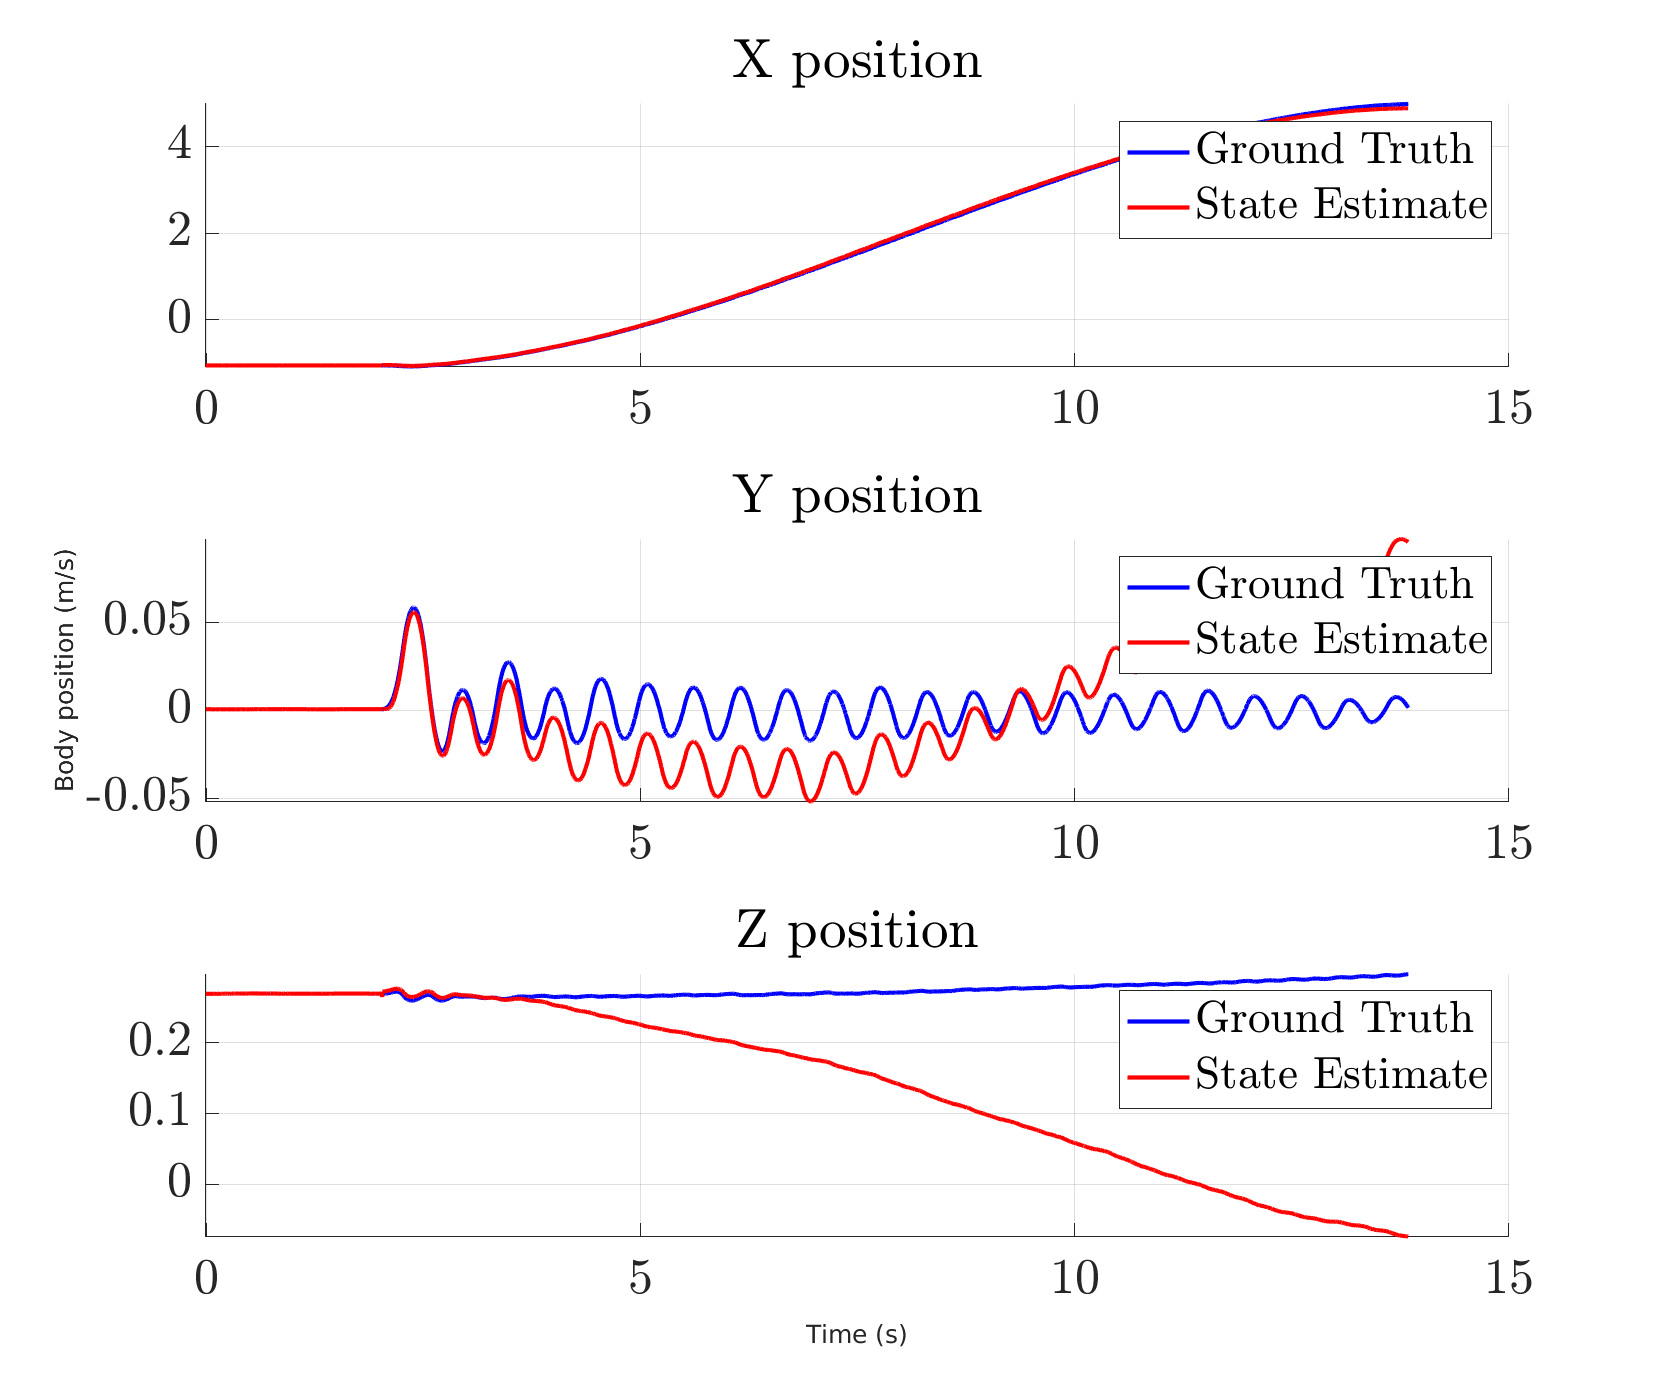 X position
4
2
0
Ground Truth
State Estimate
0 5 10 15
Y position
Body position (m/s)
0.05
0
-0.05
Ground Truth
State Estimate
0 5 10 15
Z position
0.2
0.1
0
Ground Truth
State Estimate
0 5 10 15
Time (s)